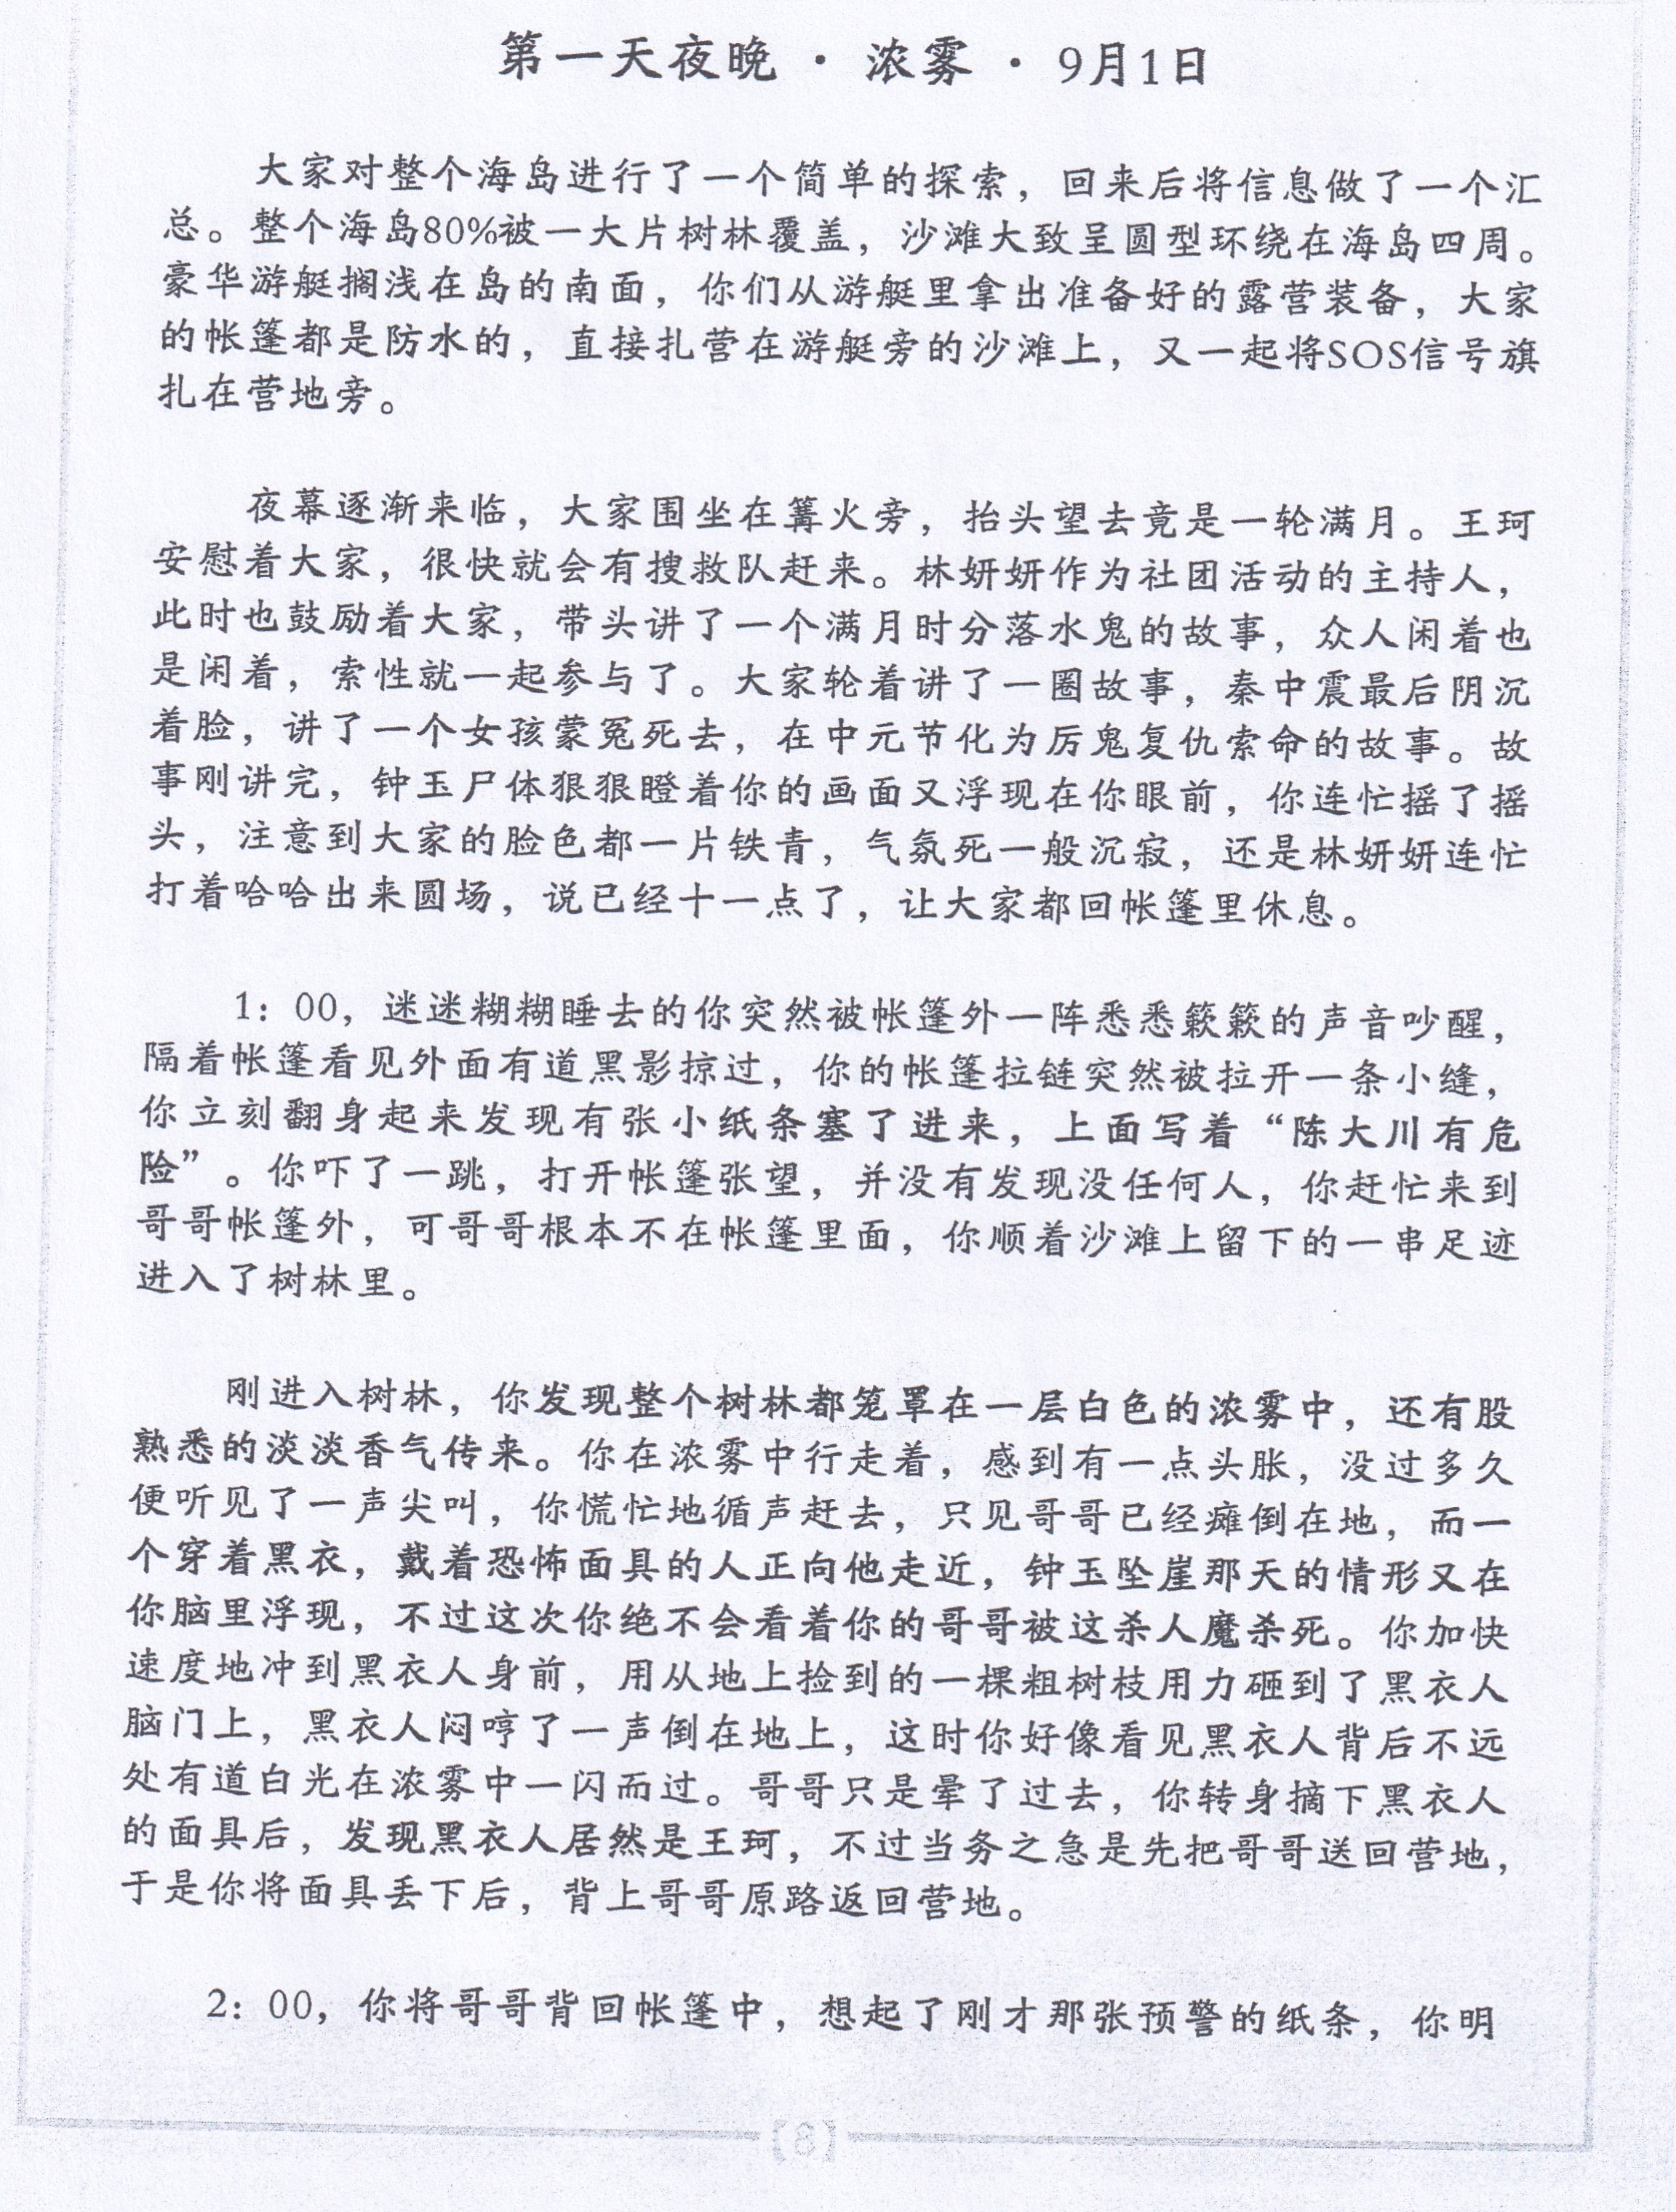 第一天夜晚 · 浓雾 · 9月1日
大家对整个海岛进行了一个简单的探索，回来后将信息做了一个汇
总。整个海岛80%被一大片树林覆盖，沙滩大致呈圆型环绕在海岛四周。
豪华游艇搁浅在岛的南面，你们从游艇里拿出准备好的露营装备，大家
的帐篷都是防水的，直接扎营在游艇旁的沙滩上，又一起将SOS信号旗
扎在营地旁。
夜幕逐渐来临，大家围坐在篝火旁，抬头望去竟是一轮满月。王珂
安慰着大家，很快就会有搜救队赶来。林妍妍作为社团活动的主持人，
此时也鼓励着大家，带头讲了一个满月时分落水鬼的故事，众人闲着也
是闲着，索性就一起参与了。大家轮着讲了一圈故事，秦中震最后阴沉
着脸，讲了一个女孩蒙冤死去，在中元节化为厉鬼复仇索命的故事。故
事刚讲完，钟玉尸体狠狠瞪着你的画面又浮现在你眼前，你连忙摇了摇
头，注意到大家的脸色都一片铁青，气氛死一般沉寂，还是林妍妍连忙
打着哈哈出来圆场，说已经十一点了，让大家都回帐篷里休息。
1：00，迷迷糊糊睡去的你突然被帐篷外一阵悉悉簌簌的声音吵醒，
隔着帐篷看见外面有道黑影掠过，你的帐篷拉链突然被拉开一条小缝，
你立刻翻身起来发现有张小纸条塞了进来，上面写着“陈大川有危
险”。你吓了一跳，打开帐篷张望，并没有发现没任何人，你赶忙来到
哥哥帐篷外，可哥哥根本不在帐篷里面，你顺着沙滩上留下的一串足迹
进入了树林里。
刚进入树林，你发现整个树林都笼罩在一层白色的浓雾中，还有股
熟悉的淡淡香气传来。你在浓雾中行走着，感到有一点头胀，没过多久
便听见了一声尖叫，你慌忙地循声赶去，只见哥哥已经瘫倒在地，而一
个穿着黑衣，戴着恐怖面具的人正向他走近，钟玉坠崖那天的情形又在
你脑里浮现，不过这次你绝不会看着你的哥哥被这杀人魔杀死。你加快
速度地冲到黑衣人身前，用从地上捡到的一棵粗树枝用力砸到了黑衣人
脑门上，黑衣人闷哼了一声倒在地上，这时你好像看见黑衣人背后不远
处有道白光在浓雾中一闪而过。哥哥只是晕了过去，你转身摘下黑衣人
的面具后，发现黑衣人居然是王珂，不过当务之急是先把哥哥送回营地，
于是你将面具丢下后，背上哥哥原路返回营地。
2：00，你将哥哥背回帐篷中，想起了刚才那张预警的纸条，你明
【8】